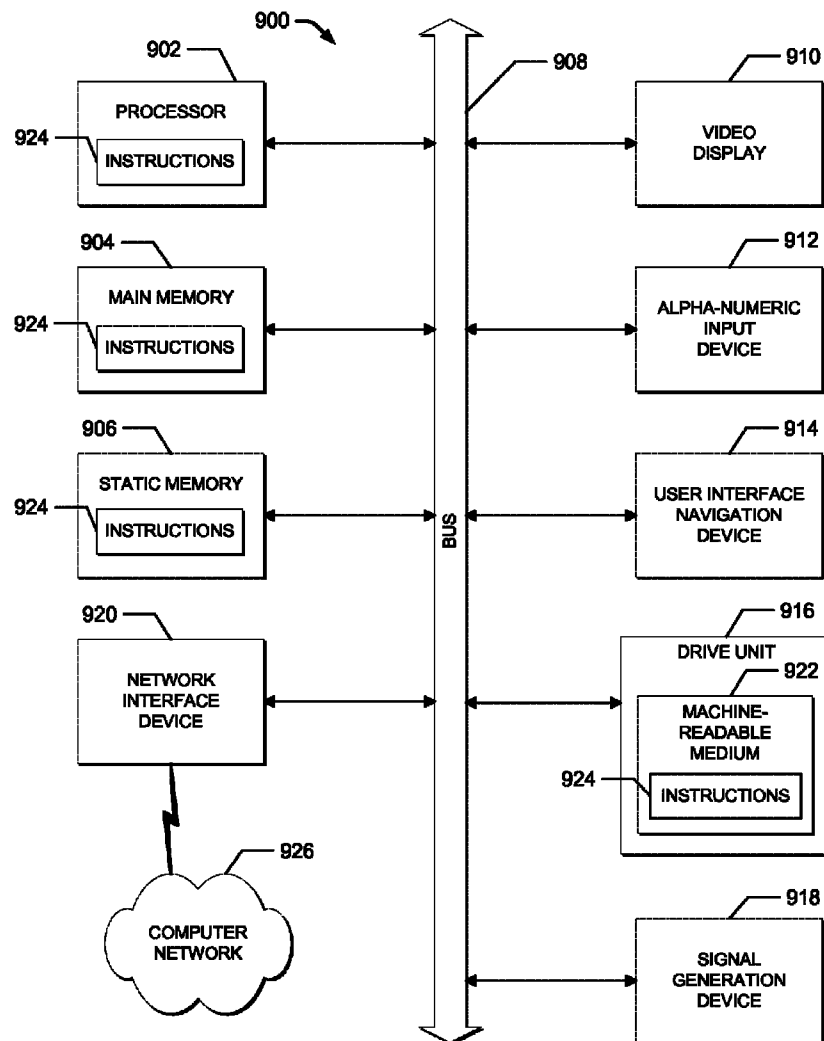 900
902
PROCESSOR
924
INSTRUCTIONS
904
MAIN MEMORY
924
INSTRUCTIONS
906
STATIC MEMORY
924
INSTRUCTIONS
920
NETWORK
INTERFACE
DEVICE
926
COMPUTER
NETWORK
908
BUS
910
VIDEO
DISPLAY
912
ALPHA-NUMERIC
INPUT
DEVICE
914
USER INTERFACE
NAVIGATION
DEVICE
916
DRIVE UNIT
922
MACHINE-
READABLE
MEDIUM
924
INSTRUCTIONS
918
SIGNAL
GENERATION
DEVICE